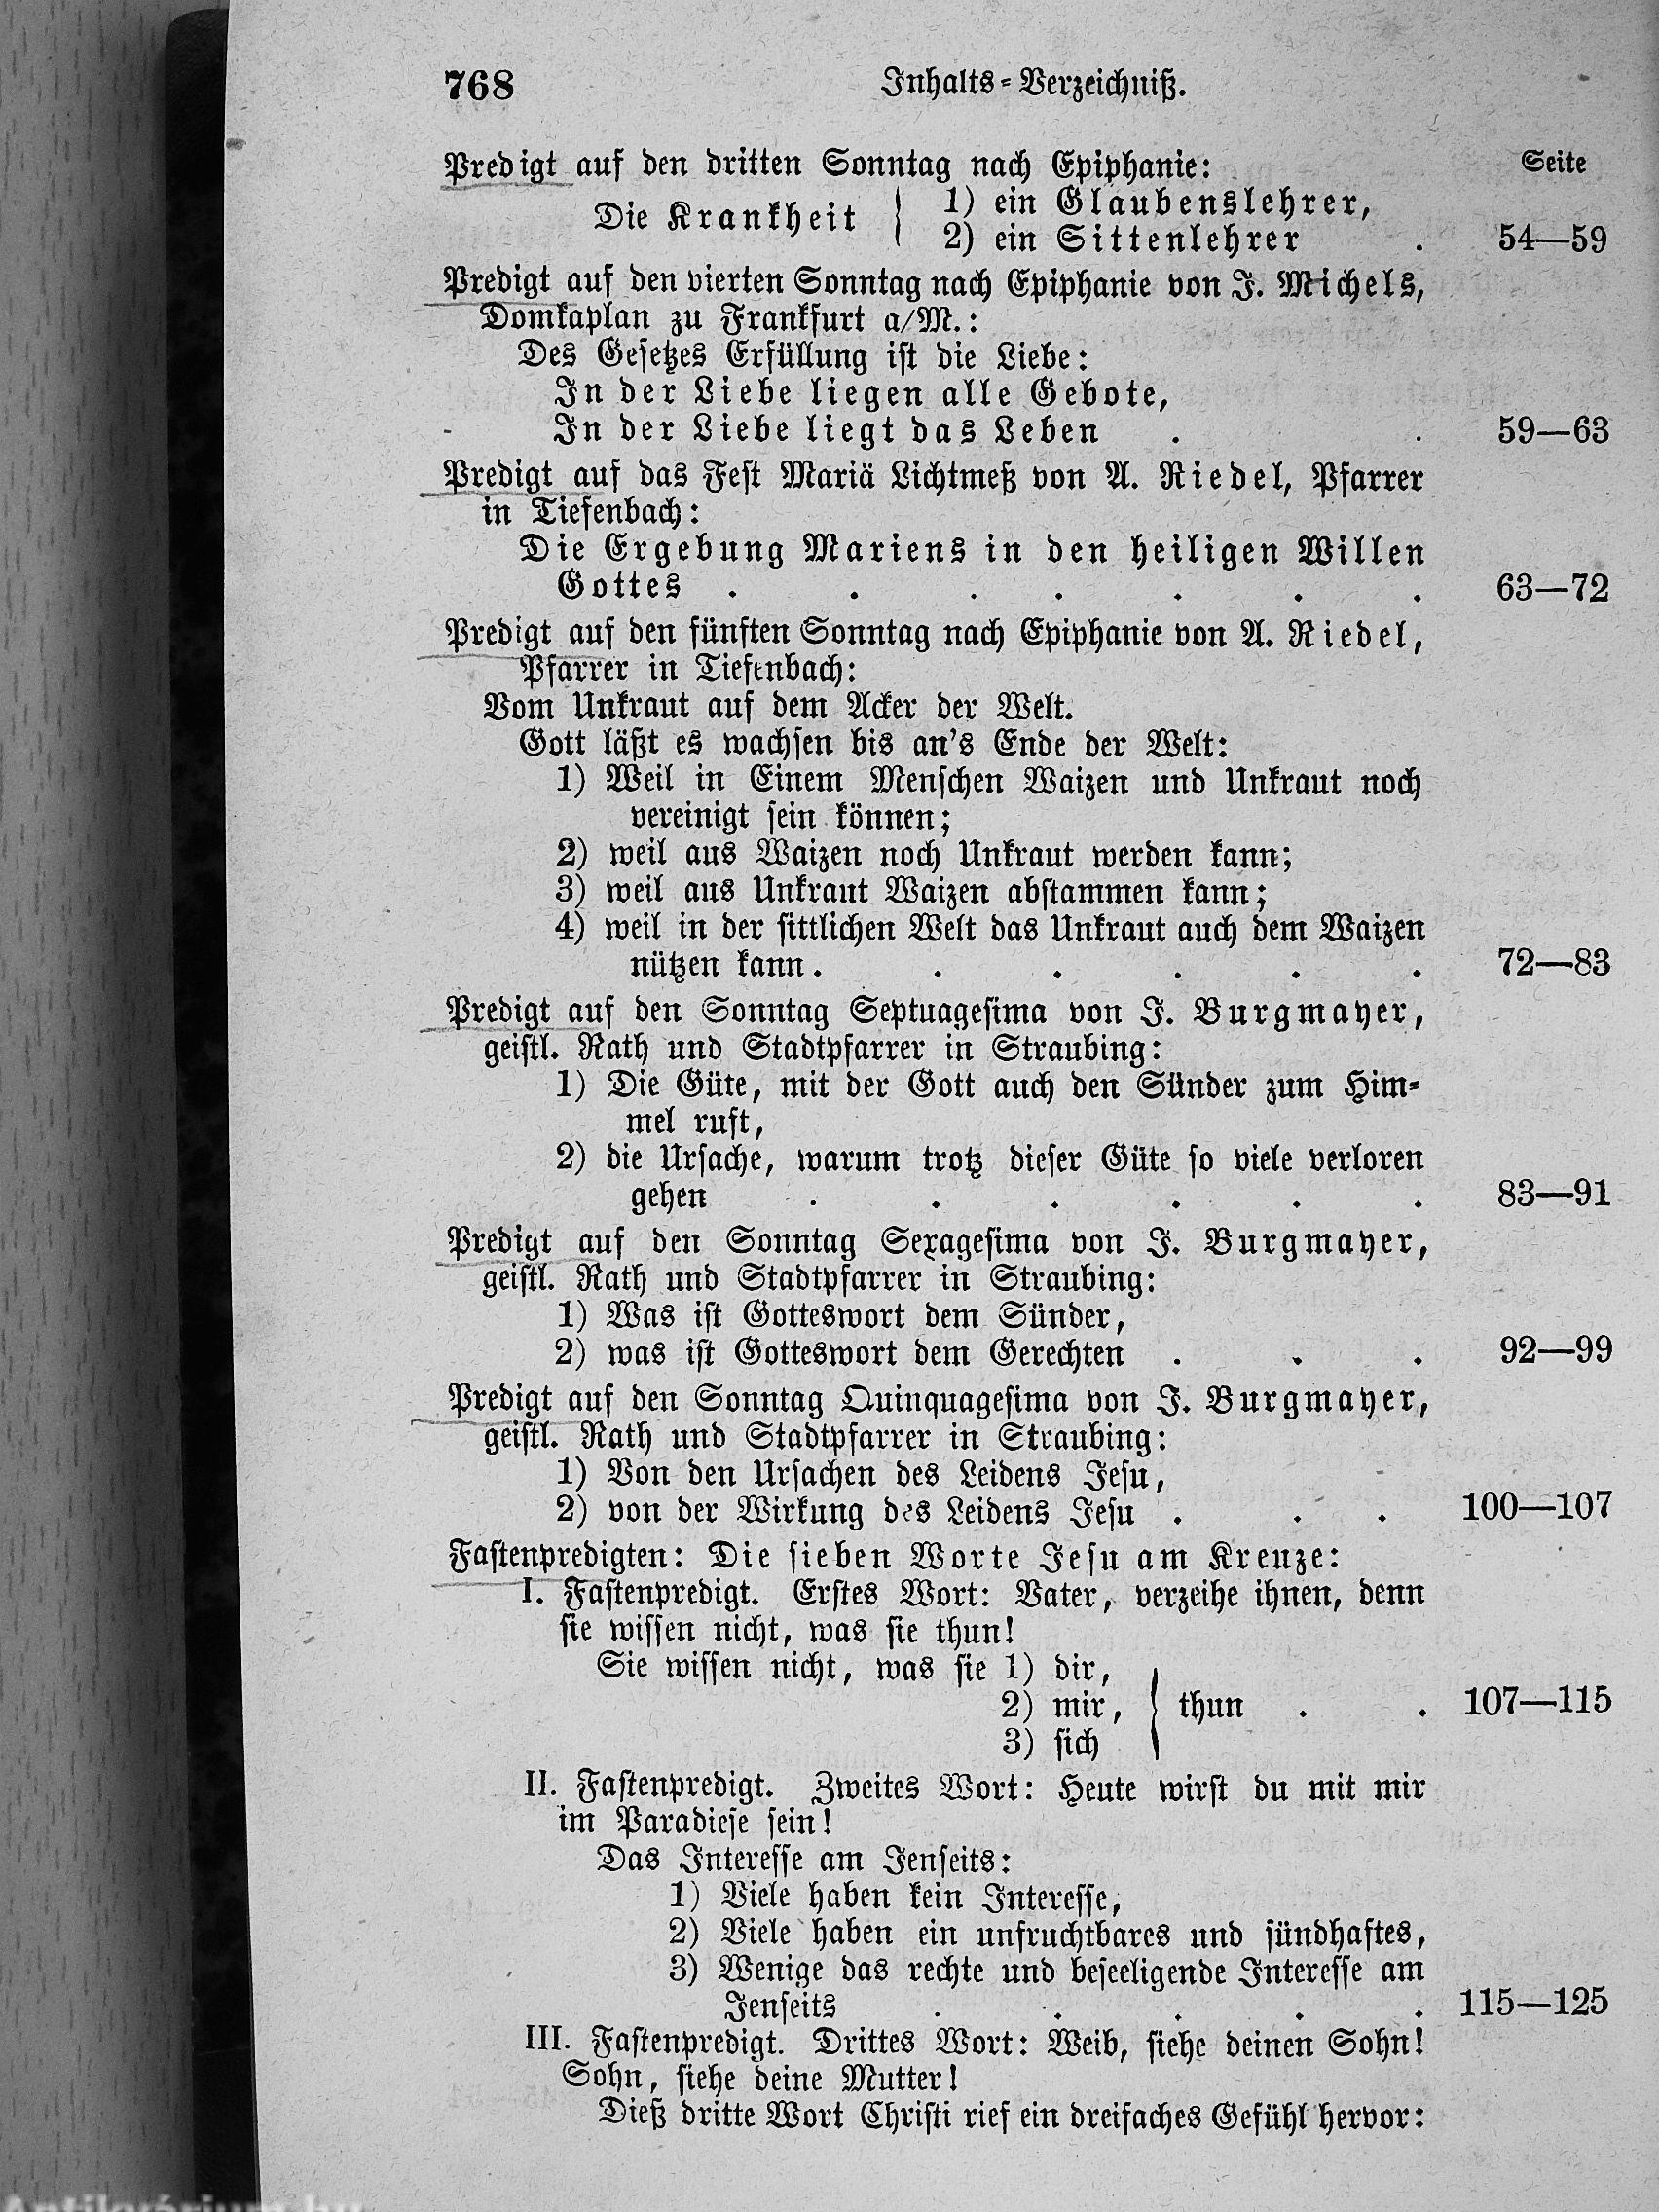 768 Inhalts-Verzeichniß.
Predigt auf den dritten Sonntag nach Epiphanie: Seite
Die Krankheit { 1) ein Glaubenslehrer,
2) ein Sittenlehrer . 54—59
Predigt auf den vierten Sonntag nach Epiphanie von J. Michels,
Domkaplan zu Frankfurt a/M.:
Des Gesetzes Erfüllung ist die Liebe:
In der Liebe liegen alle Gebote,
In der Liebe liegt das Leben . . 59—63
Predigt auf das Fest Mariä Lichtmeß von A. Riedel, Pfarrer
in Tiefenbach:
Die Ergebung Mariens in den heiligen Willen
Gottes . . . . . . . 63—72
Predigt auf den fünften Sonntag nach Epiphanie von A. Riedel,
Pfarrer in Tiefenbach:
Vom Unkraut auf dem Acker der Welt.
Gott läßt es wachsen bis an's Ende der Welt:
1) Weil in Einem Menschen Waizen und Unkraut noch
vereinigt sein können;
2) weil aus Waizen noch Unkraut werden kann;
3) weil aus Unkraut Waizen abstammen kann;
4) weil in der sittlichen Welt das Unkraut auch dem Waizen
nützen kann . . . . . . 72—83
Predigt auf den Sonntag Septuagesima von J. Burgmayer,
geistl. Rath und Stadtpfarrer in Straubing:
1) Die Güte, mit der Gott auch den Sünder zum Him-
mel ruft,
2) die Ursache, warum trotz dieser Güte so viele verloren
gehen . . . . . . 83—91
Predigt auf den Sonntag Sexagesima von J. Burgmayer,
geistl. Rath und Stadtpfarrer in Straubing:
1) Was ist Gotteswort dem Sünder,
2) was ist Gotteswort dem Gerechten . . . 92—99
Predigt auf den Sonntag Quinquagesima von J. Burgmayer,
geistl. Rath und Stadtpfarrer in Straubing:
1) Von den Ursachen des Leidens Jesu,
2) von der Wirkung des Leidens Jesu . . . 100—107
Fastenpredigten: Die sieben Worte Jesu am Kreuze:
I. Fastenpredigt. Erstes Wort: Vater, verzeihe ihnen, denn
sie wissen nicht, was sie thun!
Sie wissen nicht, was sie 1) dir,
2) mir, } thun . . 107—115
3) sich
II. Fastenpredigt. Zweites Wort: Heute wirst du mit mir
im Paradiese sein!
Das Interesse am Jenseits:
1) Viele haben kein Interesse,
2) Viele haben ein unfruchtbares und sündhaftes,
3) Wenige das rechte und beseeligende Interesse am
Jenseits . . . . . 115—125
III. Fastenpredigt. Drittes Wort: Weib, siehe deinen Sohn!
Sohn, siehe deine Mutter!
Dieß dritte Wort Christi rief ein dreifaches Gefühl hervor: